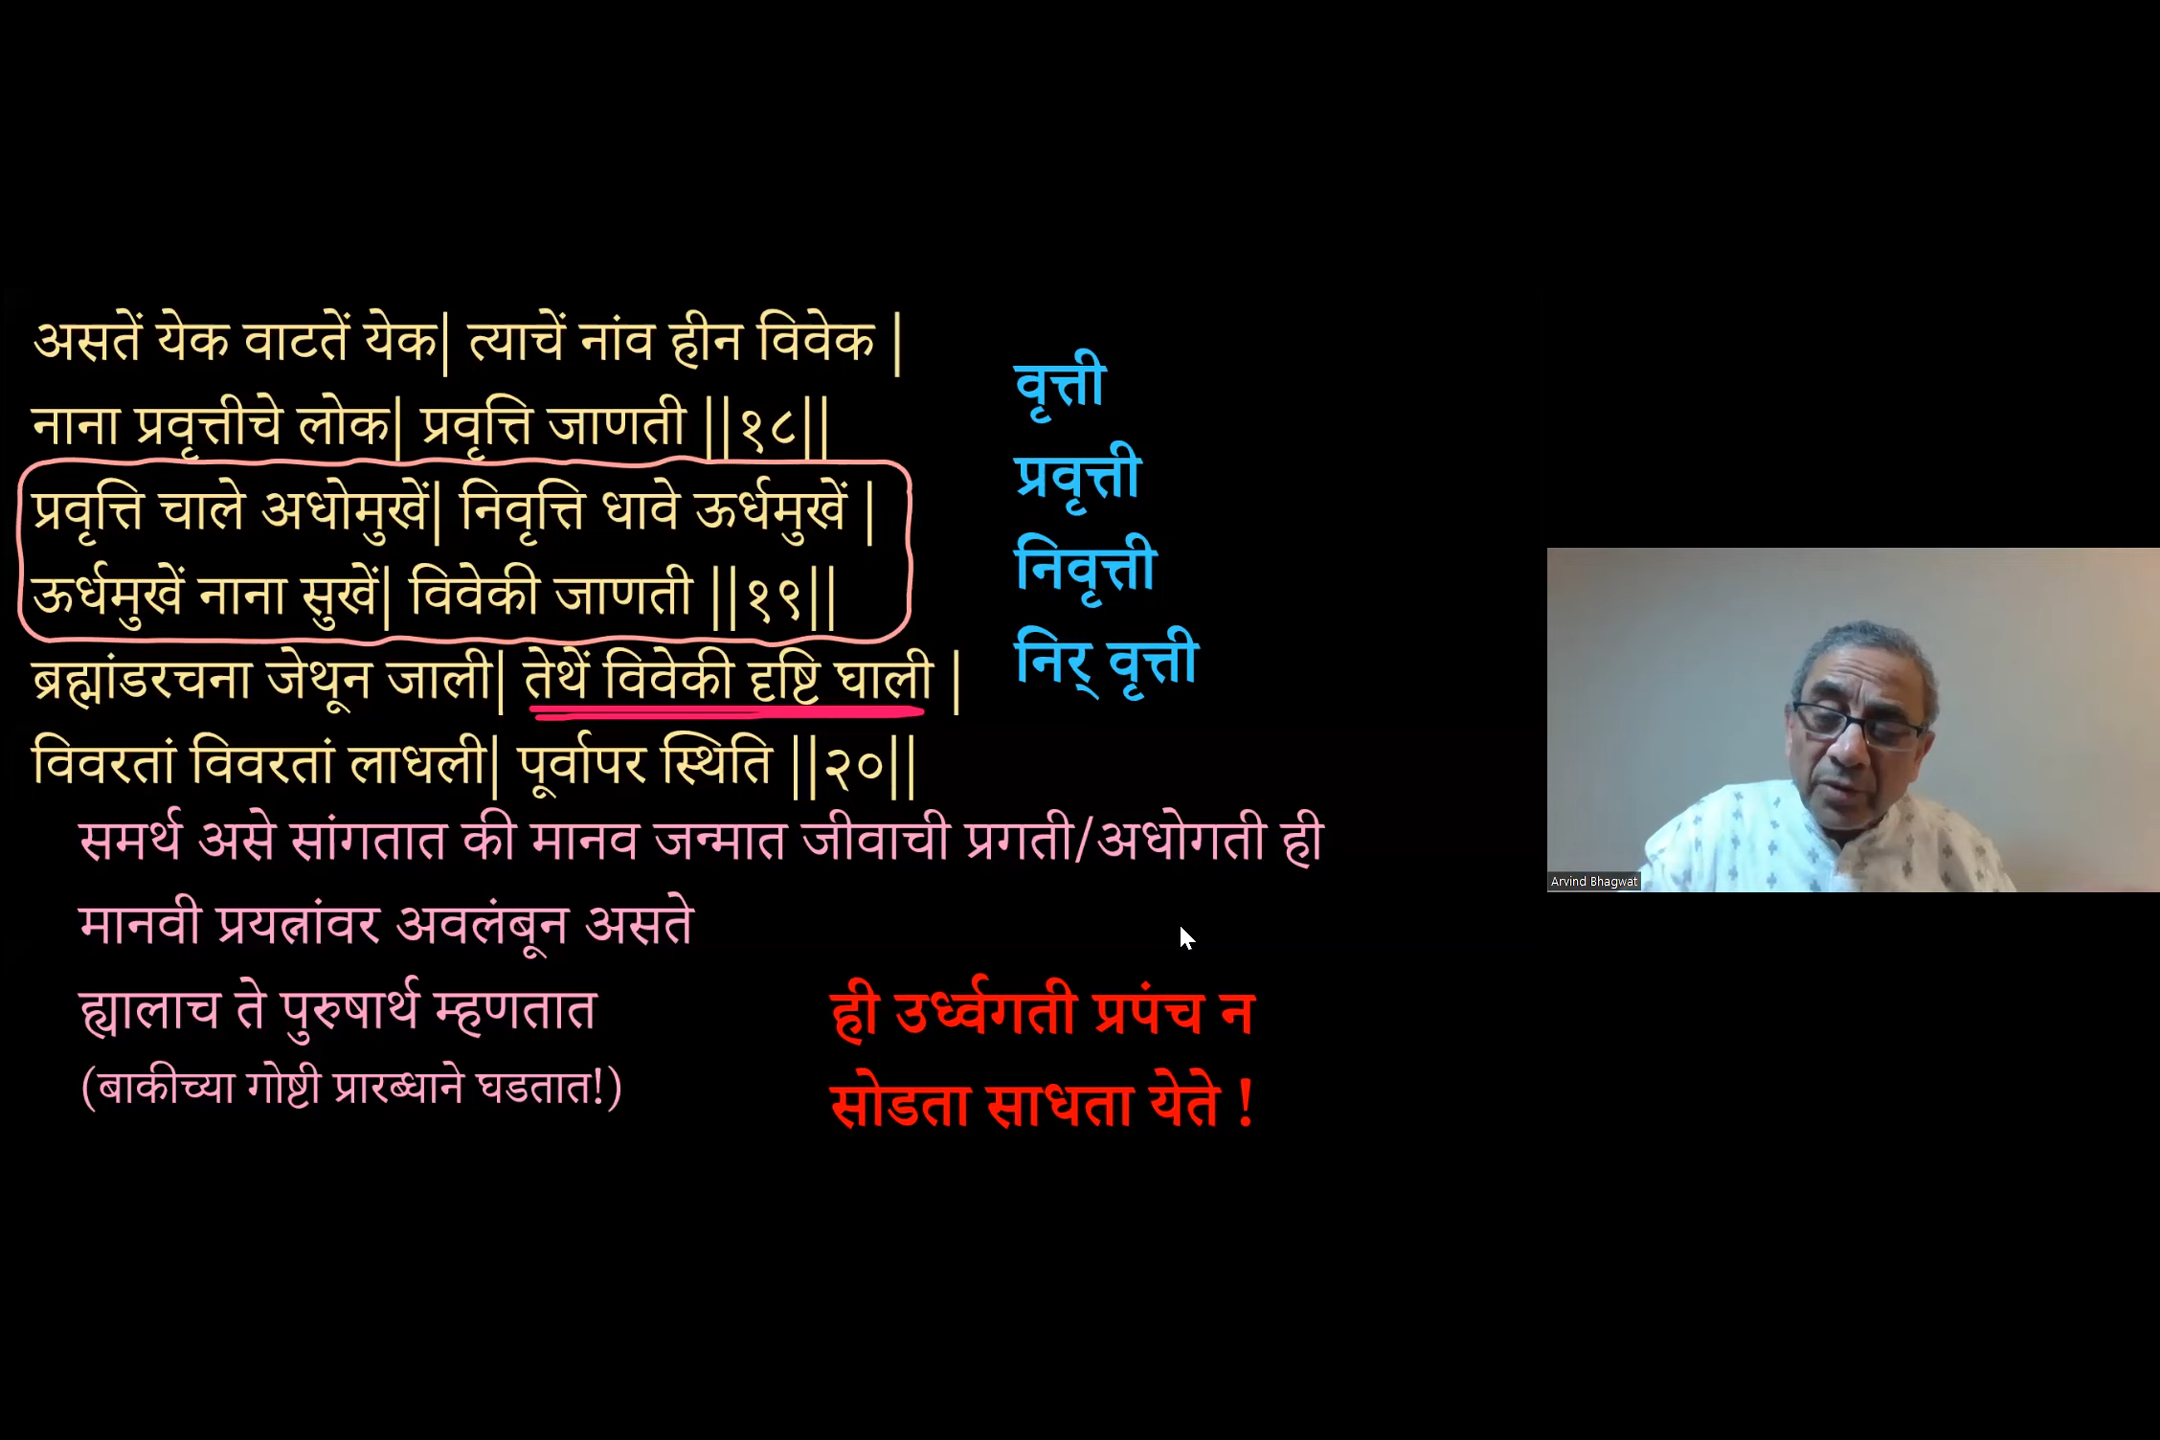 असतें येक वाटतें येक| त्याचें नांव हीन विवेक |
नाना प्रवृत्तीचे लोक| प्रवृत्ति जाणती ||१८||
प्रवृत्ति चाले अधोमुखें| निवृत्ति धावे ऊर्धमुखें |
ऊर्धमुखें नाना सुखें| विवेकी जाणती ||१९||
ब्रह्मांडरचना जेथून जाली| तेथें विवेकी दृष्टि घाली |
विवरतां विवरतां लाधली| पूर्वापर स्थिति ||२०||
वृत्ती
प्रवृत्ती
निवृत्ती
निर् वृत्ती
समर्थ असे सांगतात की मानव जन्मात जीवाची प्रगती/अधोगती ही
मानवी प्रयत्नांवर अवलंबून असते
ह्यालाच ते पुरुषार्थ म्हणतात
(बाकीच्या गोष्टी प्रारब्धाने घडतात!)
ही उर्ध्वगती प्रपंच न
सोडता साधता येते !
Arvind Bhagwat